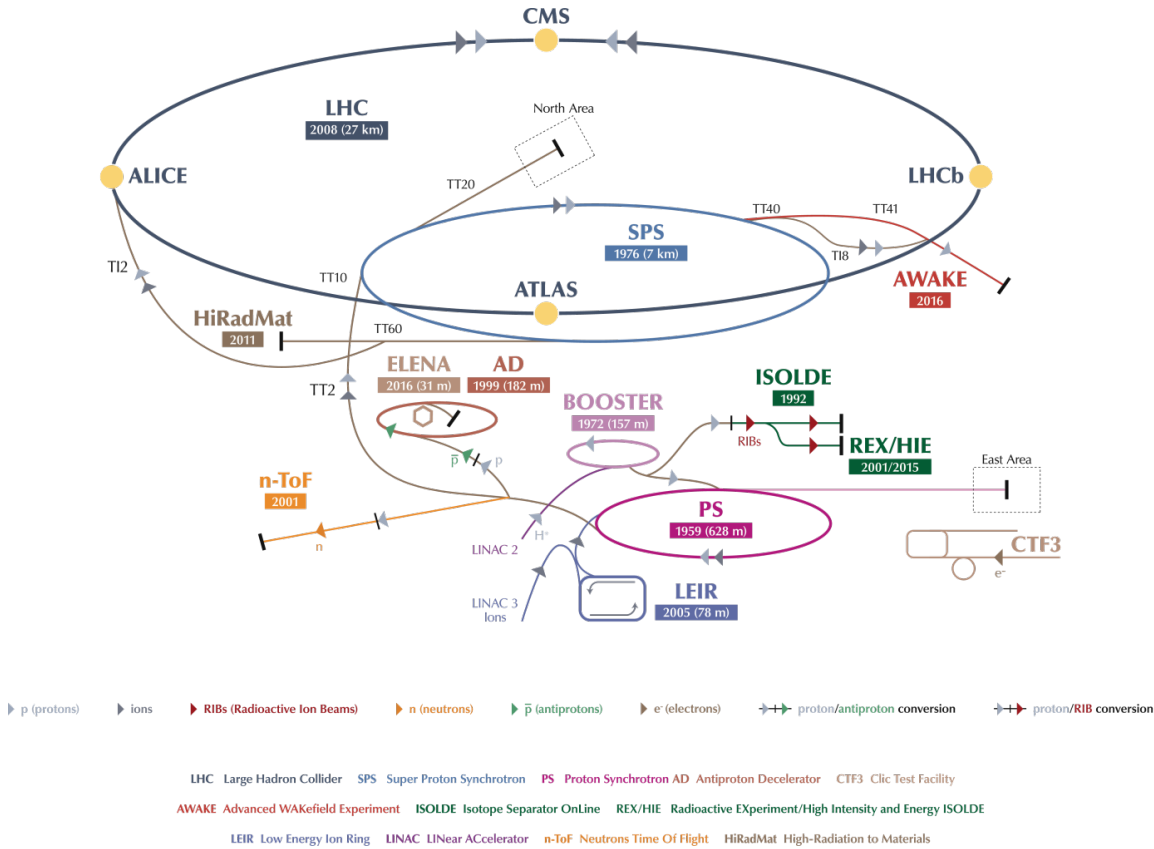 CMS
LHC
2008 (27 km)
North Area
ALICE
LHCb
TT20
TT40
TT41
SPS
1976 (7 km)
TI8
TI2
TT10
ATLAS
AWAKE
2016
HiRadMat
2011
TT60
ELENA
2016 (31 m)
AD
1999 (182 m)
TT2
ISOLDE
1992
BOOSTER
1972 (157 m)
RIBs
REX/HIE
2001/2015
p̅
p
East Area
n-ToF
2001
PS
1959 (628 m)
n
H⁺
LINAC 2
CTF3
e⁻
LEIR
2005 (78 m)
LINAC 3
Ions
p (protons)
ions
RIBs (Radioactive Ion Beams)
n (neutrons)
p̅ (antiprotons)
e⁻ (electrons)
proton/antiproton conversion
proton/RIB conversion
LHC Large Hadron Collider SPS Super Proton Synchrotron PS Proton Synchrotron AD Antiproton Decelerator CTF3 Clic Test Facility
AWAKE Advanced WAKefield Experiment ISOLDE Isotope Separator OnLine REX/HIE Radioactive EXperiment/High Intensity and Energy ISOLDE
LEIR Low Energy Ion Ring LINAC LINear ACcelerator n-ToF Neutrons Time Of Flight HiRadMat High-Radiation to Materials